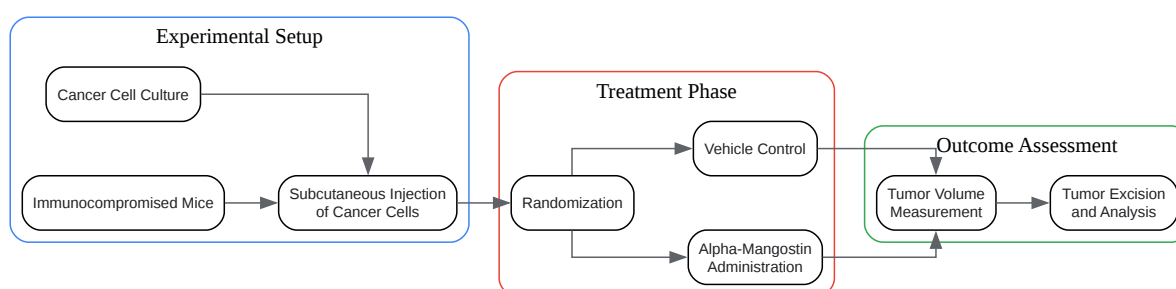 Experimental Setup
Cancer Cell Culture
Immunocompromised Mice
Subcutaneous Injection
of Cancer Cells
Treatment Phase
Randomization
Vehicle Control
Alpha-Mangostin
Administration
Outcome Assessment
Tumor Volume
Measurement
Tumor Excision
and Analysis